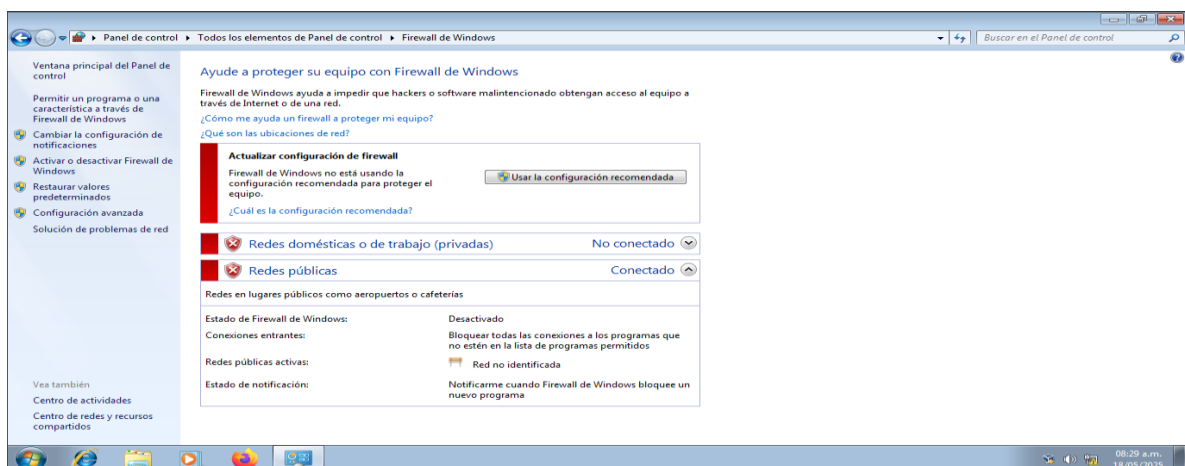 Panel de control ▸ Todos los elementos de Panel de control ▸ Firewall de Windows
Buscar en el Panel de control
Ventana principal del Panel de
control
Permitir un programa o una
característica a través de
Firewall de Windows
Cambiar la configuración de
notificaciones
Activar o desactivar Firewall de
Windows
Restaurar valores
predeterminados
Configuración avanzada
Solución de problemas de red
Vea también
Centro de actividades
Centro de redes y recursos
compartidos
Ayude a proteger su equipo con Firewall de Windows
Firewall de Windows ayuda a impedir que hackers o software malintencionado obtengan acceso al equipo a
través de Internet o de una red.
¿Cómo me ayuda un firewall a proteger mi equipo?
¿Qué son las ubicaciones de red?
Actualizar configuración de firewall
Firewall de Windows no está usando la
configuración recomendada para proteger el
equipo.
Usar la configuración recomendada
¿Cuál es la configuración recomendada?
Redes domésticas o de trabajo (privadas) No conectado
Redes públicas Conectado
Redes en lugares públicos como aeropuertos o cafeterías
Estado de Firewall de Windows: Desactivado
Conexiones entrantes: Bloquear todas las conexiones a los programas que
no estén en la lista de programas permitidos
Redes públicas activas: Red no identificada
Estado de notificación: Notificarme cuando Firewall de Windows bloquee un
nuevo programa
08:29 a.m.
18/05/2025